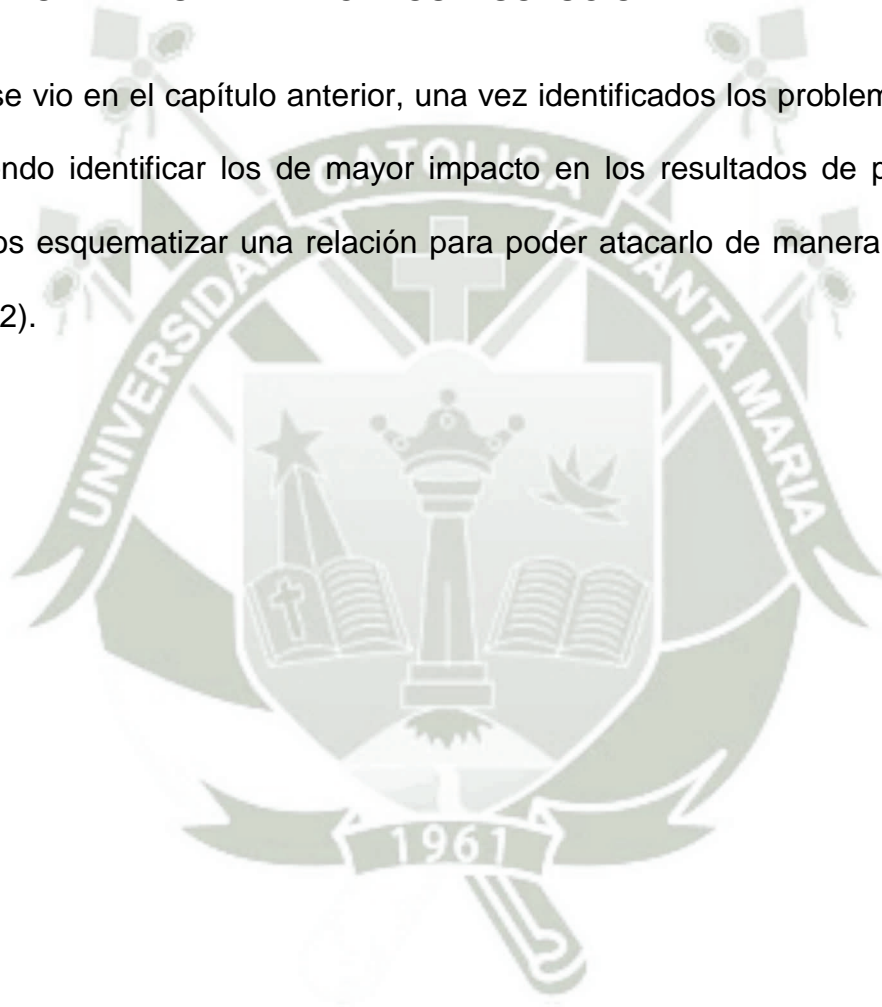 se vio en el capítulo anterior, una vez identificados los
ndo identificar los de mayor impacto en los resultados de
os esquematizar una relación para poder atacarlo de manera
2).
UNIVERSIDAD CATOLICA SANTA MARIA
1961